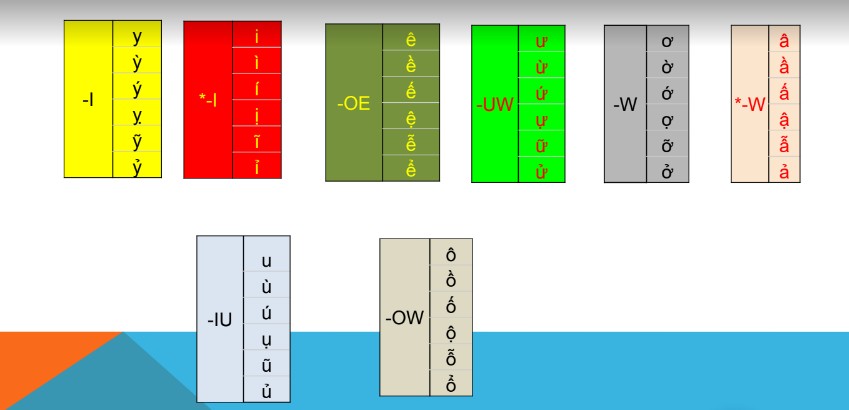 -I
y
ỳ
ý
ỵ
ỹ
ỷ
*-I
i
ì
í
ị
ĩ
ỉ
-OE
ê
ề
ế
ệ
ễ
ể
-UW
ư
ừ
ứ
ự
ữ
ử
-W
ơ
ờ
ớ
ợ
ỡ
ở
*-W
â
ầ
ấ
ậ
ẫ
ẩ
-IU
u
ù
ú
ụ
ũ
ủ
-OW
ô
ồ
ố
ộ
ỗ
ổ